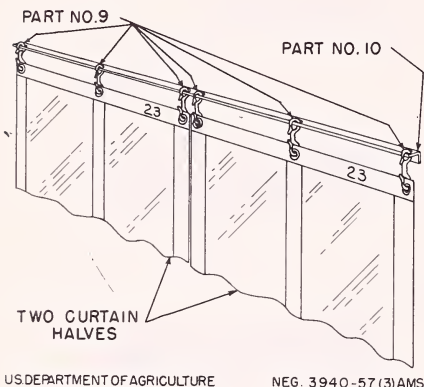 PART NO.9
PART NO. 10
23
23
TWO CURTAIN
HALVES
U.S.DEPARTMENT OF AGRICULTURE
NEG. 3940-57(3)AMS